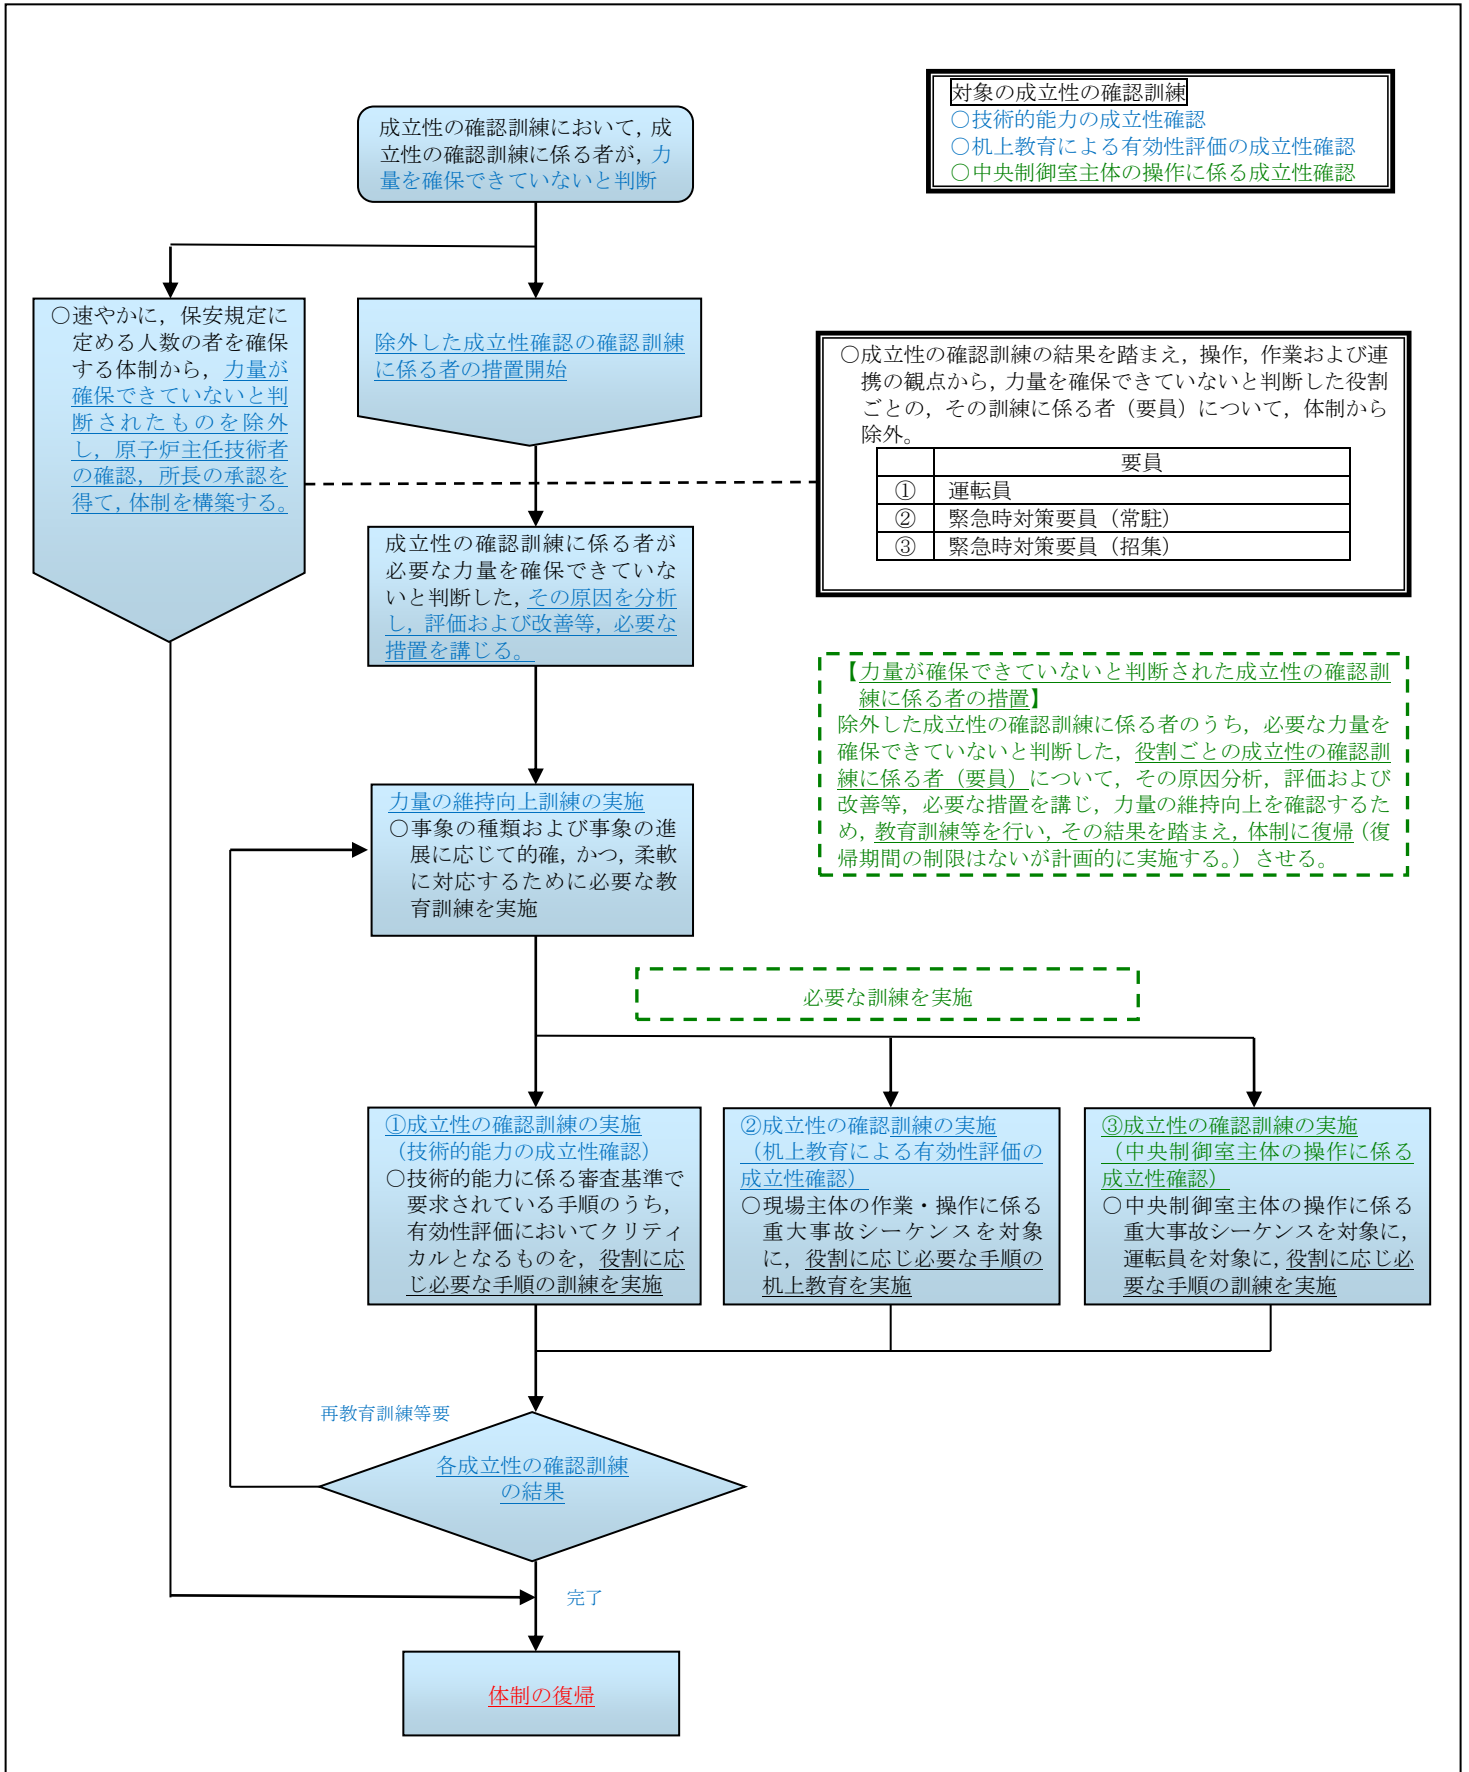 対象の成立性の確認訓練
○技術的能力の成立性確認
○机上教育による有効性評価の成立性確認
○中央制御室主体の操作に係る成立性確認
成立性の確認訓練において，成
立性の確認訓練に係る者が，力
量を確保できていないと判断
○速やかに，保安規定に
定める人数の者を確保
する体制から，力量が
確保できていないと判
断されたものを除外
し，原子炉主任技術者
の確認，所長の承認を
得て，体制を構築する。
除外した成立性確認の確認訓練
に係る者の措置開始
○成立性の確認訓練の結果を踏まえ，操作，作業および連
携の観点から，力量を確保できていないと判断した役割
ごとの，その訓練に係る者（要員）について，体制から
除外。
要員
① 運転員
② 緊急時対策要員（常駐）
③ 緊急時対策要員（招集）
成立性の確認訓練に係る者が
必要な力量を確保できていな
いと判断した，その原因を分析
し，評価および改善等，必要な
措置を講じる。
【力量が確保できていないと判断された成立性の確認訓
練に係る者の措置】
除外した成立性の確認訓練に係る者のうち，必要な力量を
確保できていないと判断した，役割ごとの成立性の確認訓
練に係る者（要員）について，その原因分析，評価および
改善等，必要な措置を講じ，力量の維持向上を確認するた
め，教育訓練等を行い，その結果を踏まえ，体制に復帰（復
帰期間の制限はないが計画的に実施する。）させる。
力量の維持向上訓練の実施
○事象の種類および事象の進
展に応じて的確，かつ，柔軟
に対応するために必要な教
育訓練を実施
必要な訓練を実施
①成立性の確認訓練の実施
（技術的能力の成立性確認）
○技術的能力に係る審査基準で
要求されている手順のうち，
有効性評価においてクリティ
カルとなるものを，役割に応
じ必要な手順の訓練を実施
②成立性の確認訓練の実施
（机上教育による有効性評価の
成立性確認）
○現場主体の作業・操作に係る
重大事故シーケンスを対象
に，役割に応じ必要な手順の
机上教育を実施
③成立性の確認訓練の実施
（中央制御室主体の操作に係る
成立性確認）
○中央制御室主体の操作に係る
重大事故シーケンスを対象に，
運転員を対象に，役割に応じ必
要な手順の訓練を実施
再教育訓練等要
各成立性の確認訓練
の結果
完了
体制の復帰